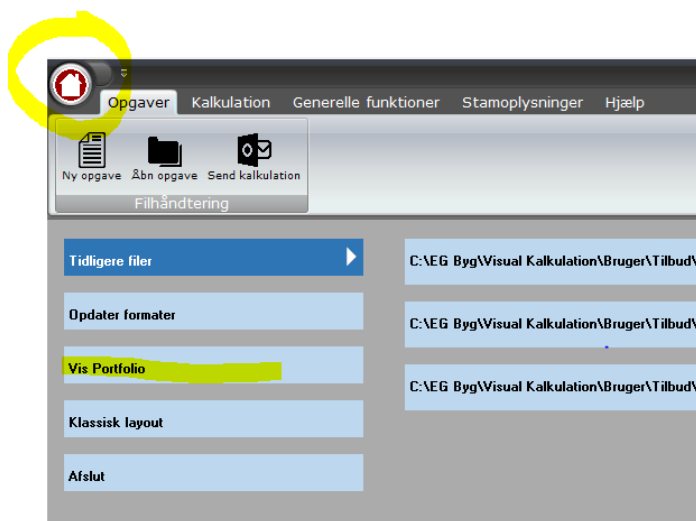 Opgaver Kalkulation Generelle funktioner Stamoplysninger Hjælp
Ny opgave Åbn opgave Send kalkulation
Filhåndtering
Tidligere filer
C:\EG Byg\Visual Kalkulation\Bruger\Tilbud\
Opdater formater
C:\EG Byg\Visual Kalkulation\Bruger\Tilbud\
Vis Portfolio
C:\EG Byg\Visual Kalkulation\Bruger\Tilbud\
Klassisk layout
Afslut